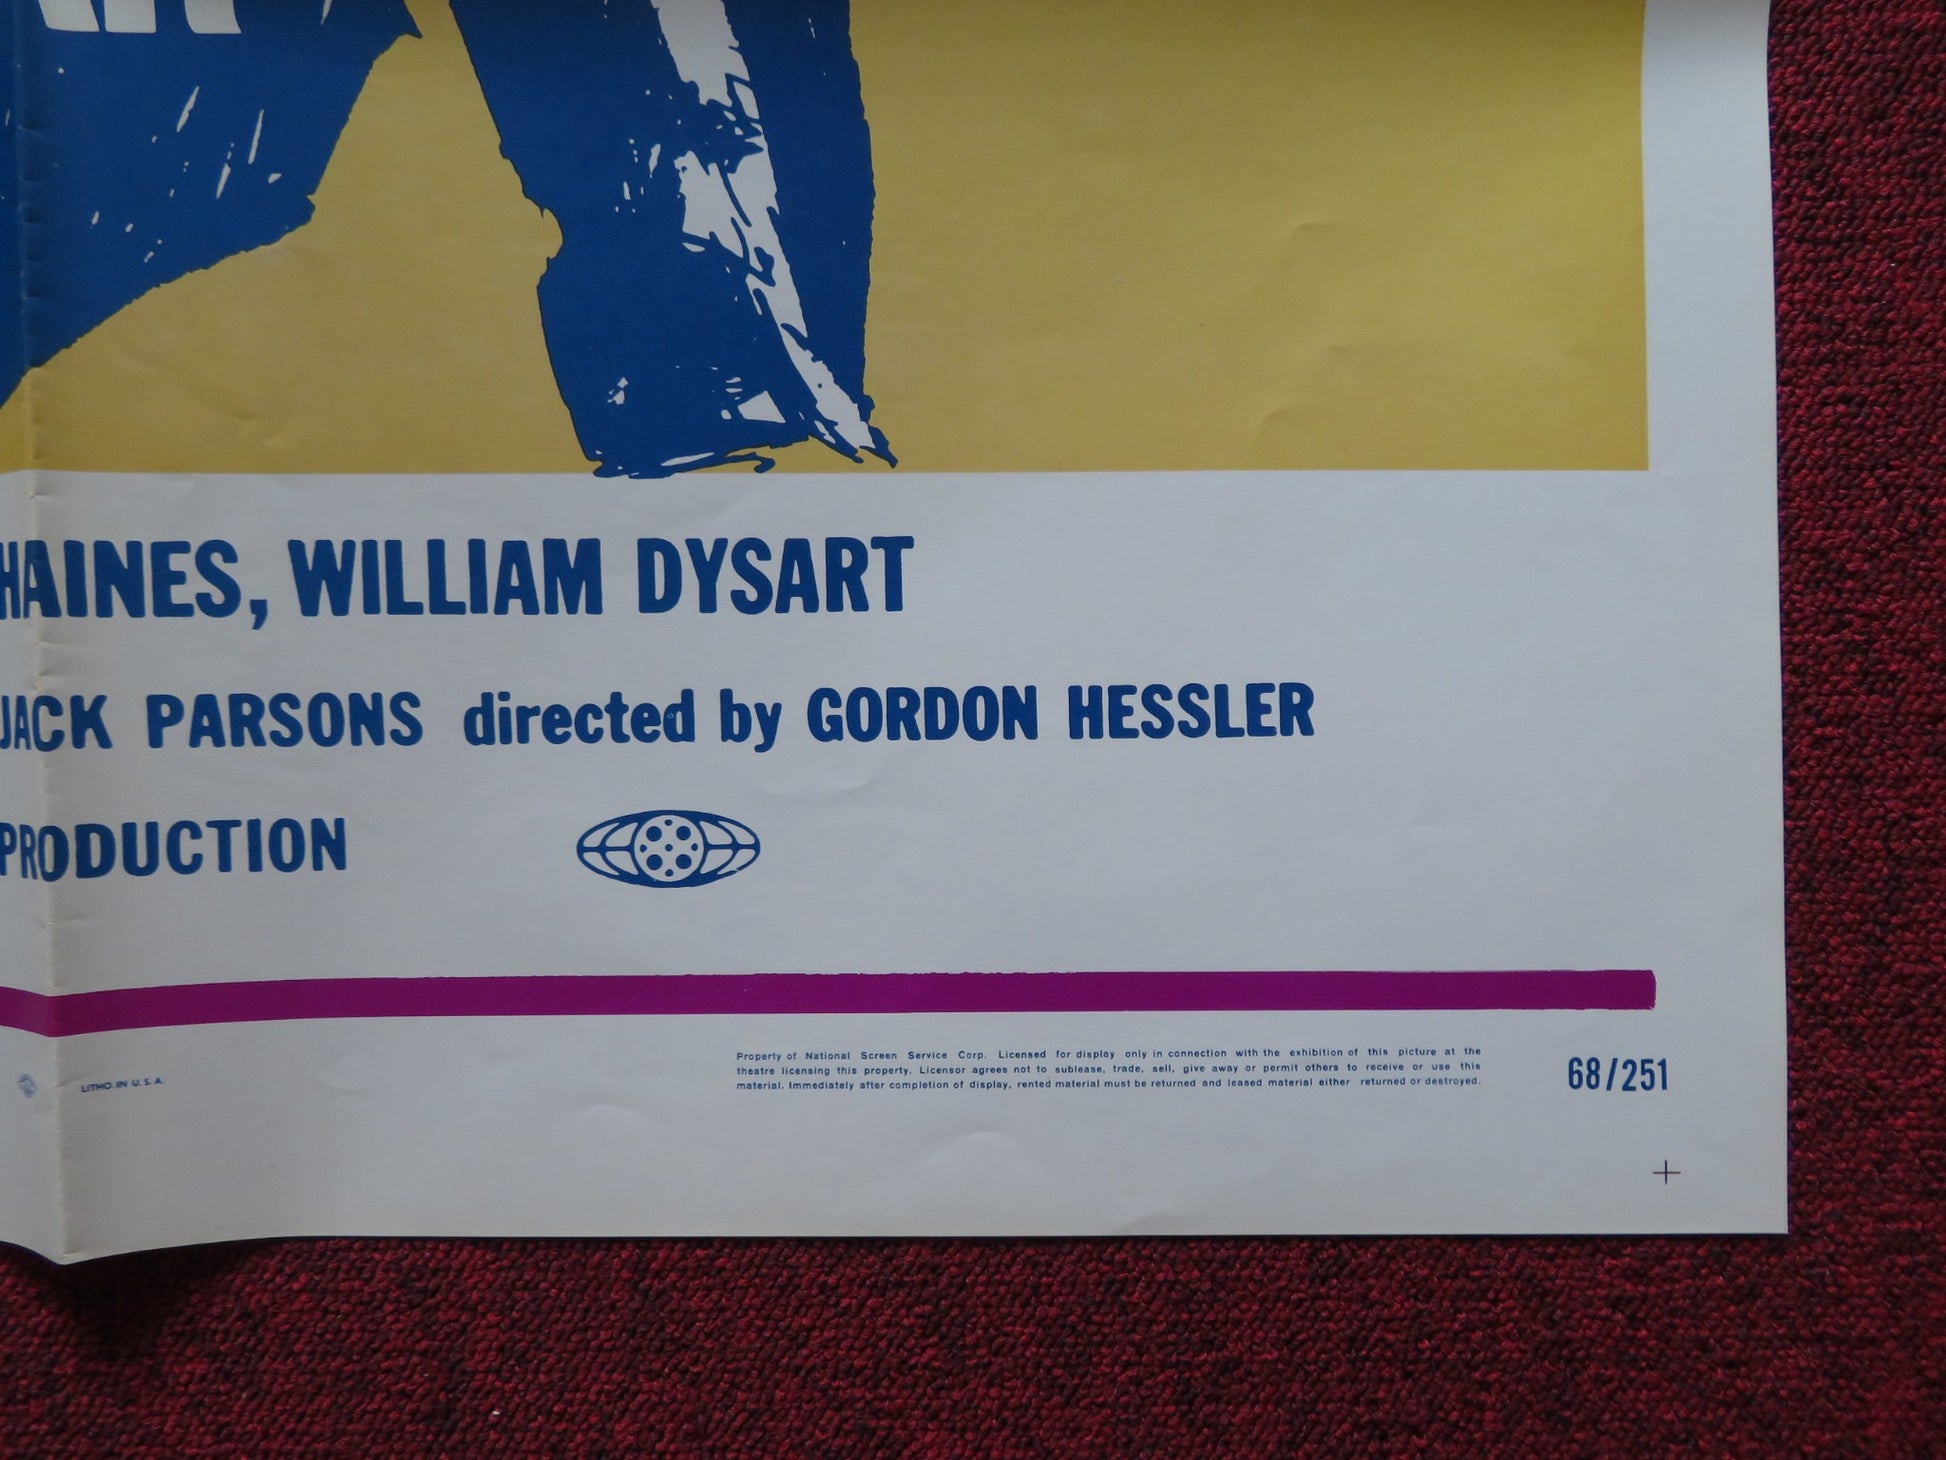 HAINES, WILLIAM DYSART
JACK PARSONS directed by GORDON HESSLER
PRODUCTION
LITHO. IN U. S. A.
Property of National Screen Service Corp. Licensed for display only in connection with the exhibition of this picture at the
theatre licensing this property. Licensor agrees not to sublease, trade, sell, give away or permit others to receive or use this
material. Immediately after completion of display, rented material must be returned and leased material either returned or destroyed.
68/251